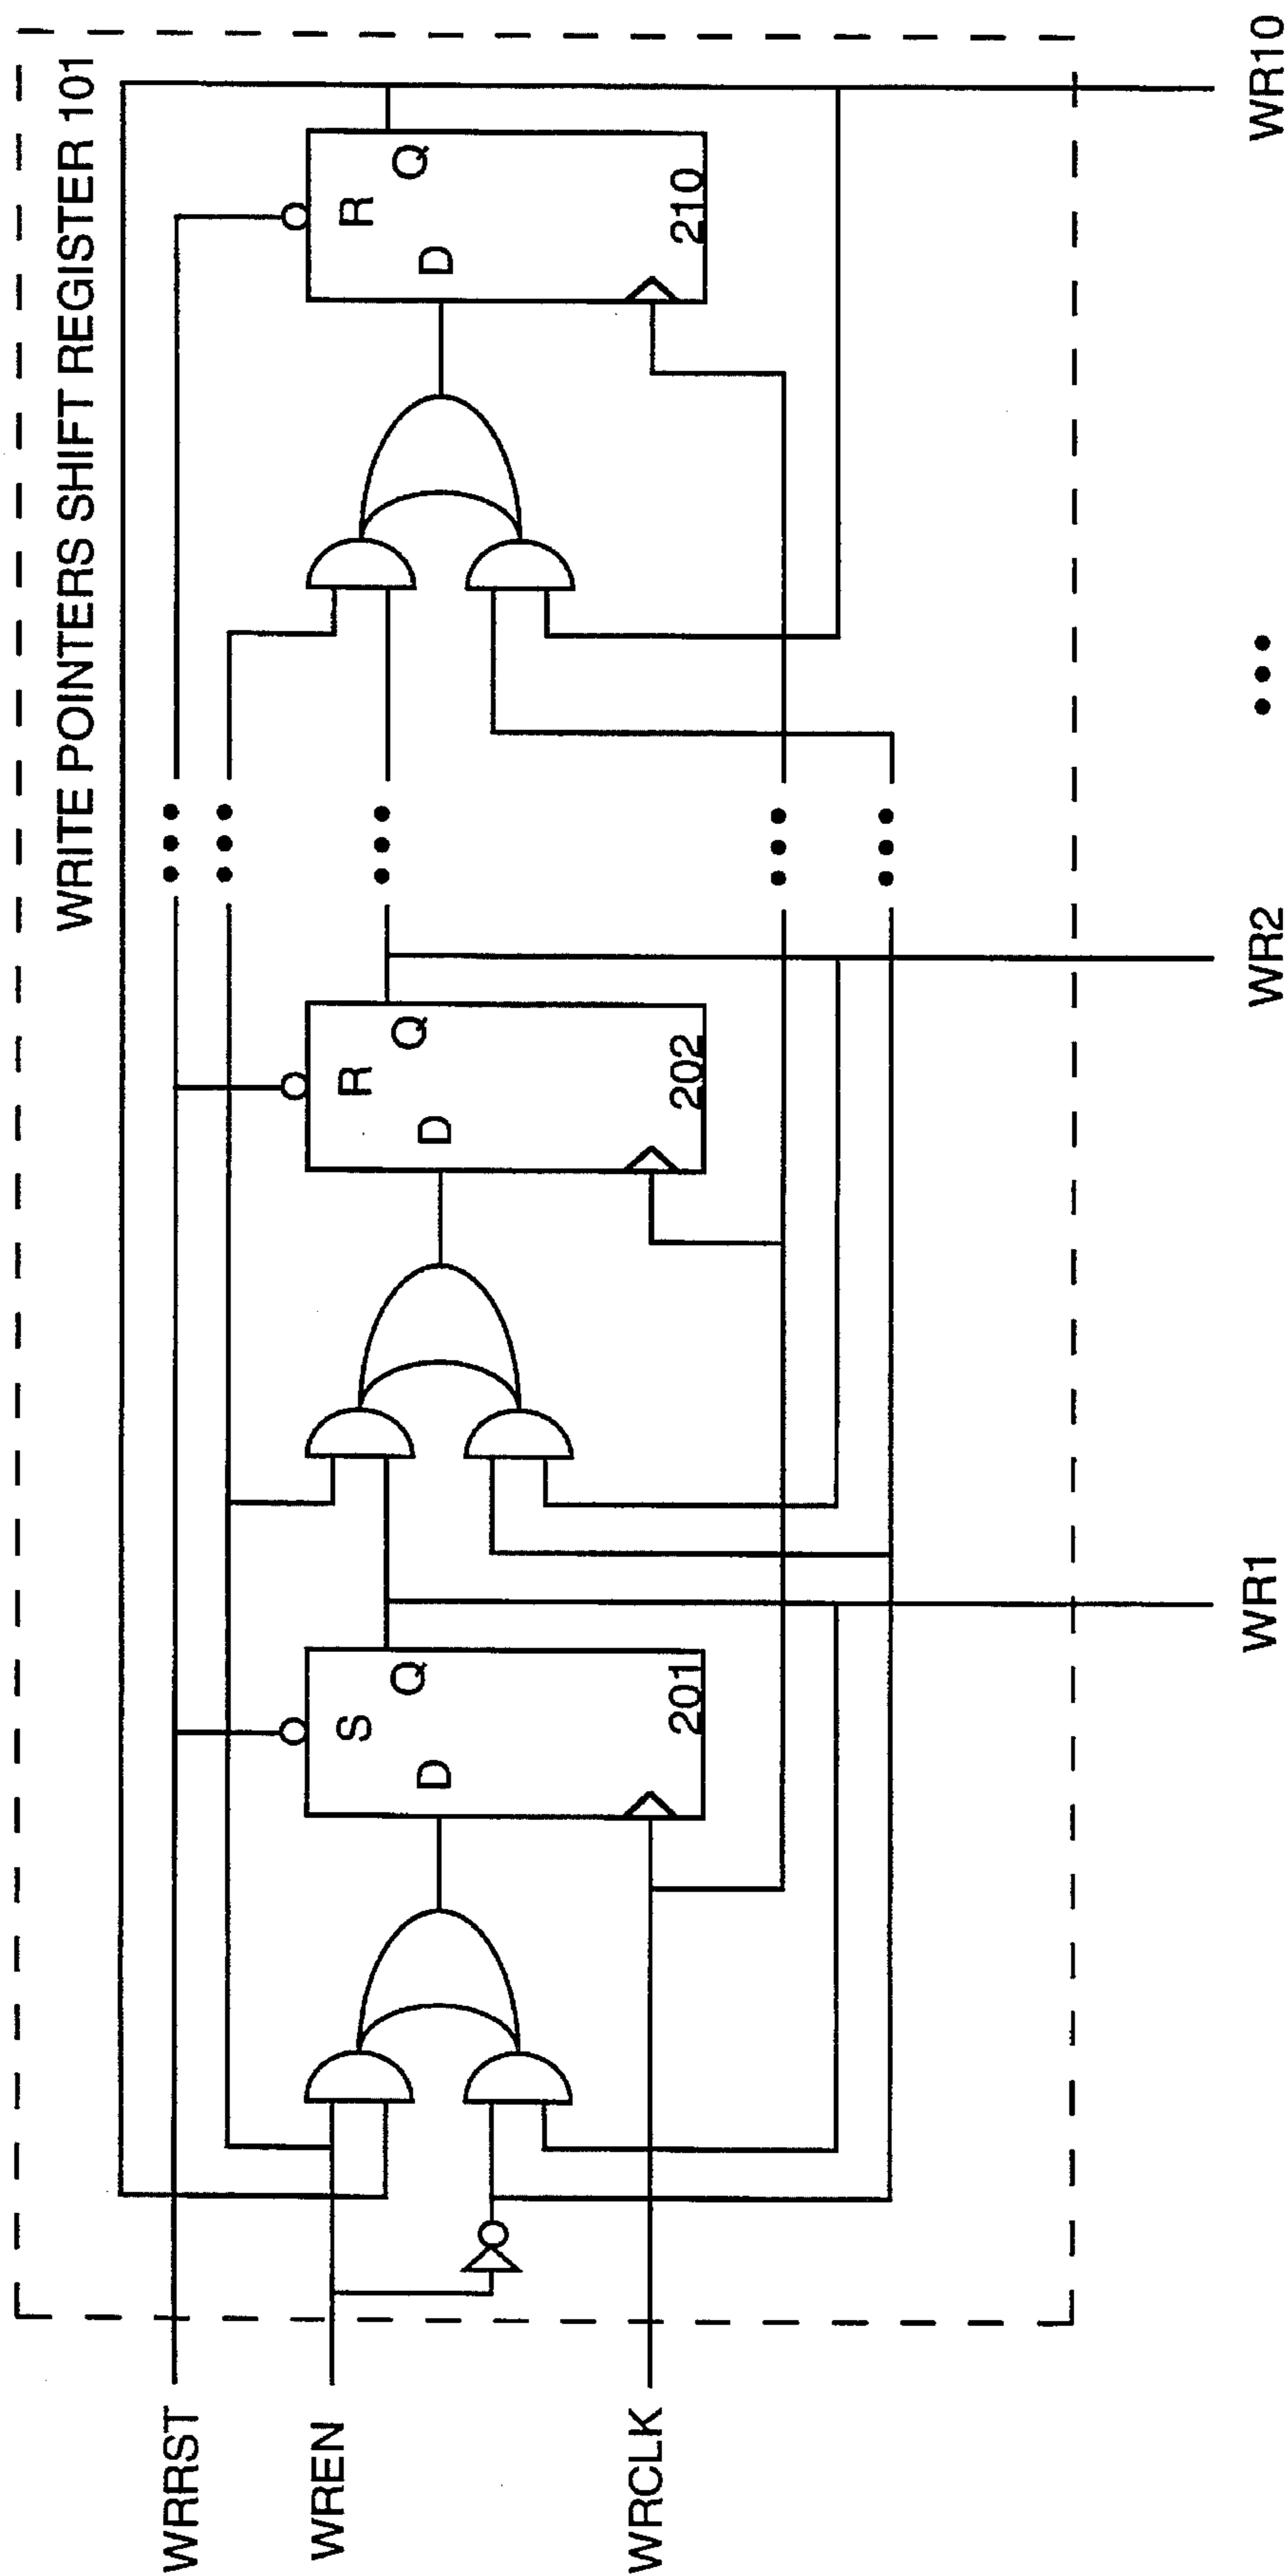 WRITE POINTERS SHIFT REGISTER 101
WRRST
WREN
WRCLK
S
D
Q
201
R
D
Q
202
R
D
Q
210
WR1
WR2
WR10